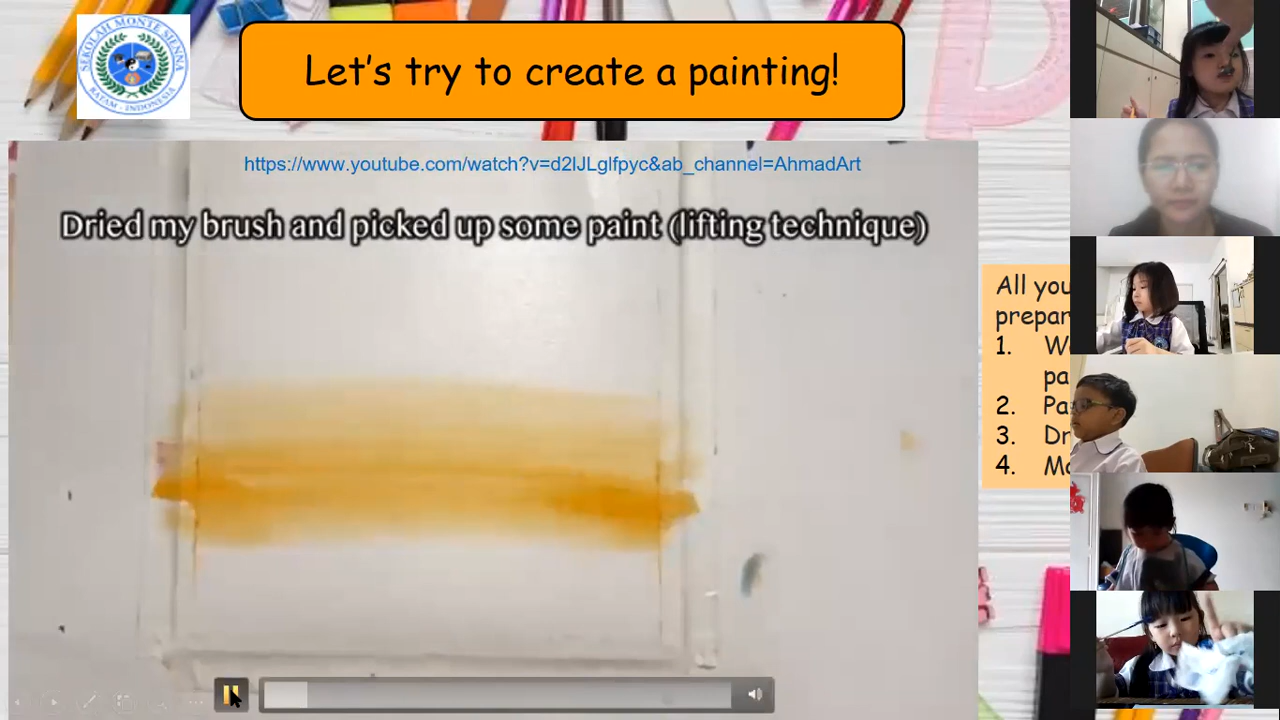 SEKOLAH MONTE SIENNA
BATAM - INDONESIA
Let's try to create a painting!
https://www.youtube.com/watch?v=d2lJLglfpyc&ab_channel=AhmadArt
Dried my brush and picked up some paint (lifting technique)
All you
prepar
1. W
pa
2. Pa
3. Dr
4. Mo